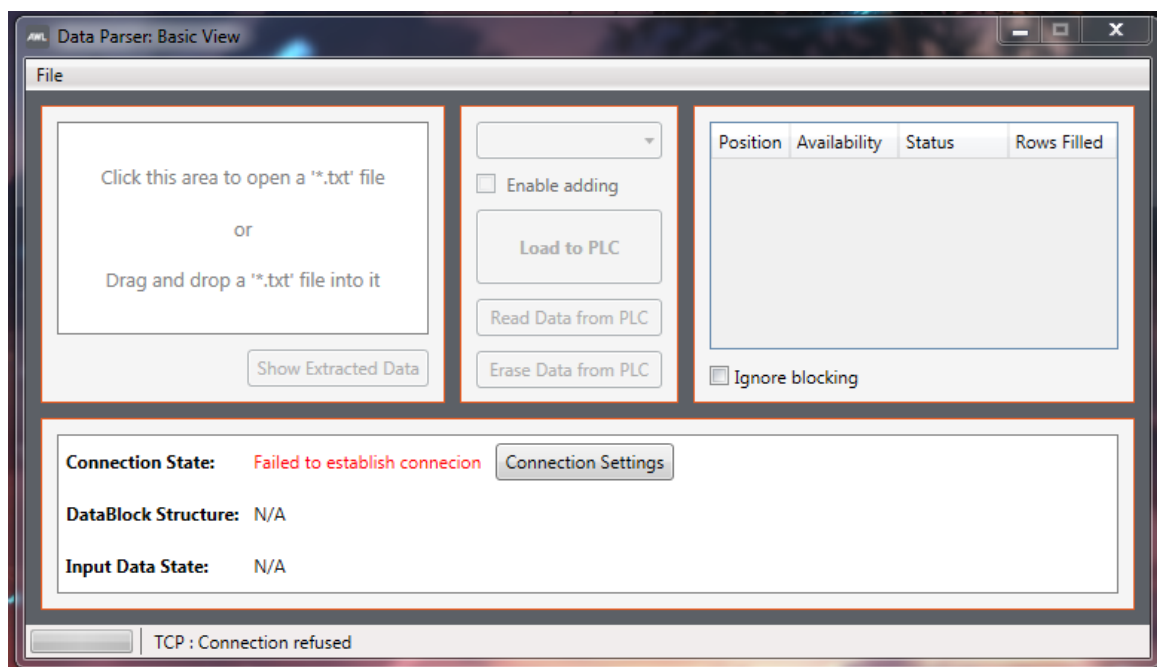 AWL Data Parser: Basic View
File
Click this area to open a '*.txt' file
or
Drag and drop a '*.txt' file into it
Show Extracted Data
Enable adding
Load to PLC
Read Data from PLC
Erase Data from PLC
Position Availability Status Rows Filled
Ignore blocking
Connection State: Failed to establish connecion Connection Settings
DataBlock Structure: N/A
Input Data State: N/A
TCP : Connection refused